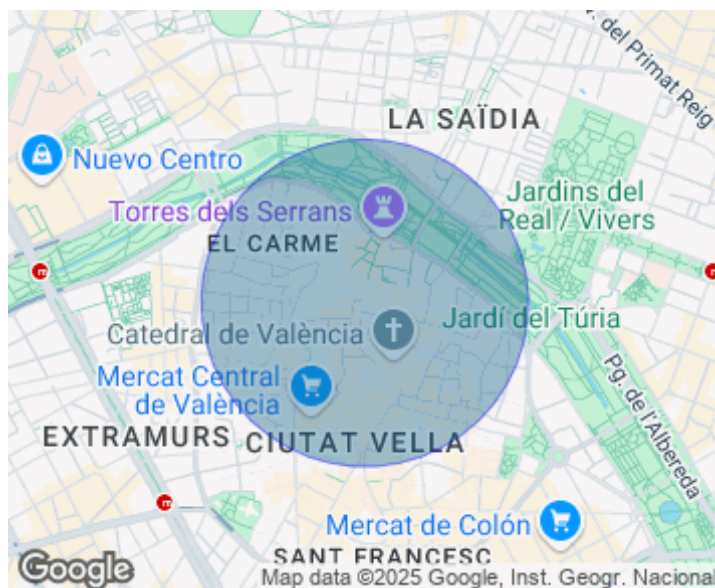 v. del Primat Reig
LA SAÏDIA
Nuevo Centro
Jardins del
Real / Vivers
Torres dels Serrans
EL CARME
Jardí del Túria
Catedral de València
Mercat Central
de València
Pg. de l'Albereda
EXTRAMURS
CIUTAT VELLA
Mercat de Colón
SANT FRANCESC
Google
Map data ©2025 Google, Inst. Geogr. Nacional